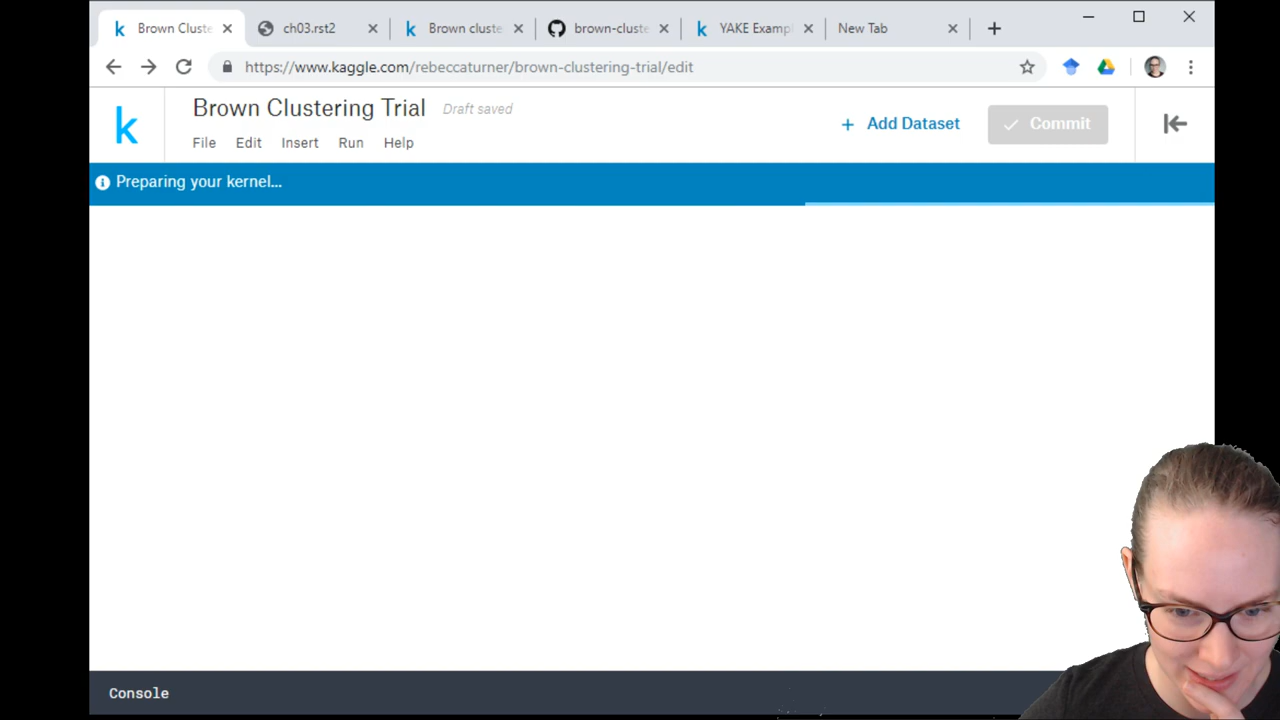 Brown Cluste
ch03.rst2
Brown cluste
brown-cluste
YAKE Exampl
New Tab
https://www.kaggle.com/rebeccaturner/brown-clustering-trial/edit
k
Brown Clustering Trial
Draft saved
+ Add Dataset
Commit
File Edit Insert Run Help
Preparing your kernel...
Console